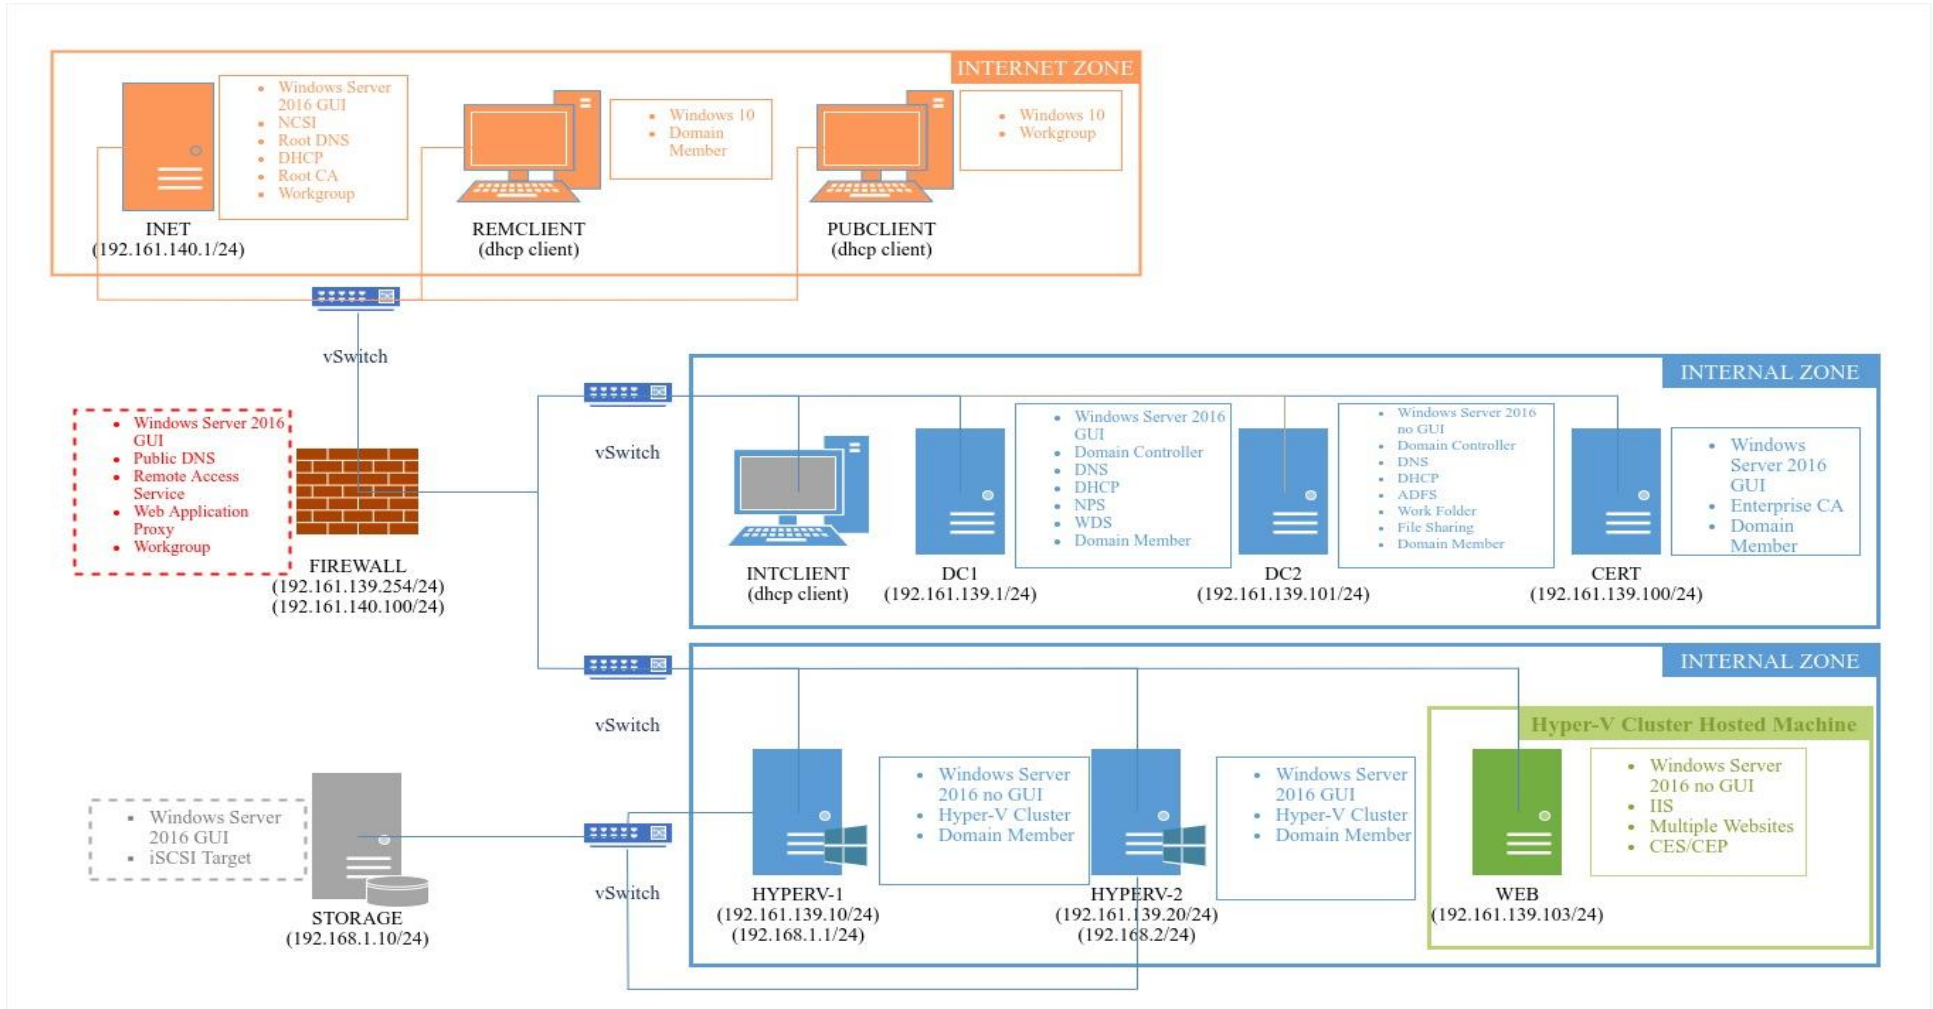 INTERNET ZONE
• Windows Server
2016 GUI
• NCSI
• Root DNS
• DHCP
• Root CA
• Workgroup
INET
(192.161.140.1/24)
• Windows 10
• Domain
Member
REMCLIENT
(dhcp client)
• Windows 10
• Workgroup
PUBCLIENT
(dhcp client)
vSwitch
• Windows Server 2016
GUI
• Public DNS
• Remote Access
Service
• Web Application
Proxy
• Workgroup
FIREWALL
(192.161.139.254/24)
(192.161.140.100/24)
vSwitch
INTERNAL ZONE
INTCLIENT
(dhcp client)
• Windows Server 2016
GUI
• Domain Controller
• DNS
• DHCP
• NPS
• WDS
• Domain Member
DC1
(192.161.139.1/24)
• Windows Server 2016
no GUI
• Domain Controller
• DNS
• DHCP
• ADFS
• Work Folder
• File Sharing
• Domain Member
DC2
(192.161.139.101/24)
• Windows
Server 2016
GUI
• Enterprise CA
• Domain
Member
CERT
(192.161.139.100/24)
vSwitch
INTERNAL ZONE
• Windows Server
2016 GUI
• iSCSI Target
STORAGE
(192.168.1.10/24)
vSwitch
• Windows Server
2016 no GUI
• Hyper-V Cluster
• Domain Member
HYPERV-1
(192.161.139.10/24)
(192.168.1.1/24)
• Windows Server
2016 GUI
• Hyper-V Cluster
• Domain Member
HYPERV-2
(192.161.139.20/24)
(192.168.2/24)
Hyper-V Cluster Hosted Machine
• Windows Server
2016 no GUI
• IIS
• Multiple Websites
• CES/CEP
WEB
(192.161.139.103/24)